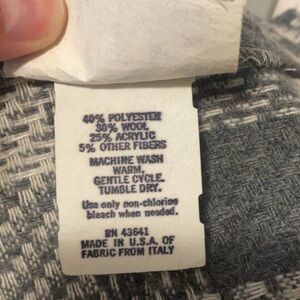 40% POLYESTER
30% WOOL
25% ACRYLIC
5% OTHER FIBERS
MACHINE WASH
WARM,
GENTLE CYCLE.
TUMBLE DRY.
Use only non-chlorine
bleach when needed.
RN 43641
MADE IN U.S.A. OF
FABRIC FROM ITALY